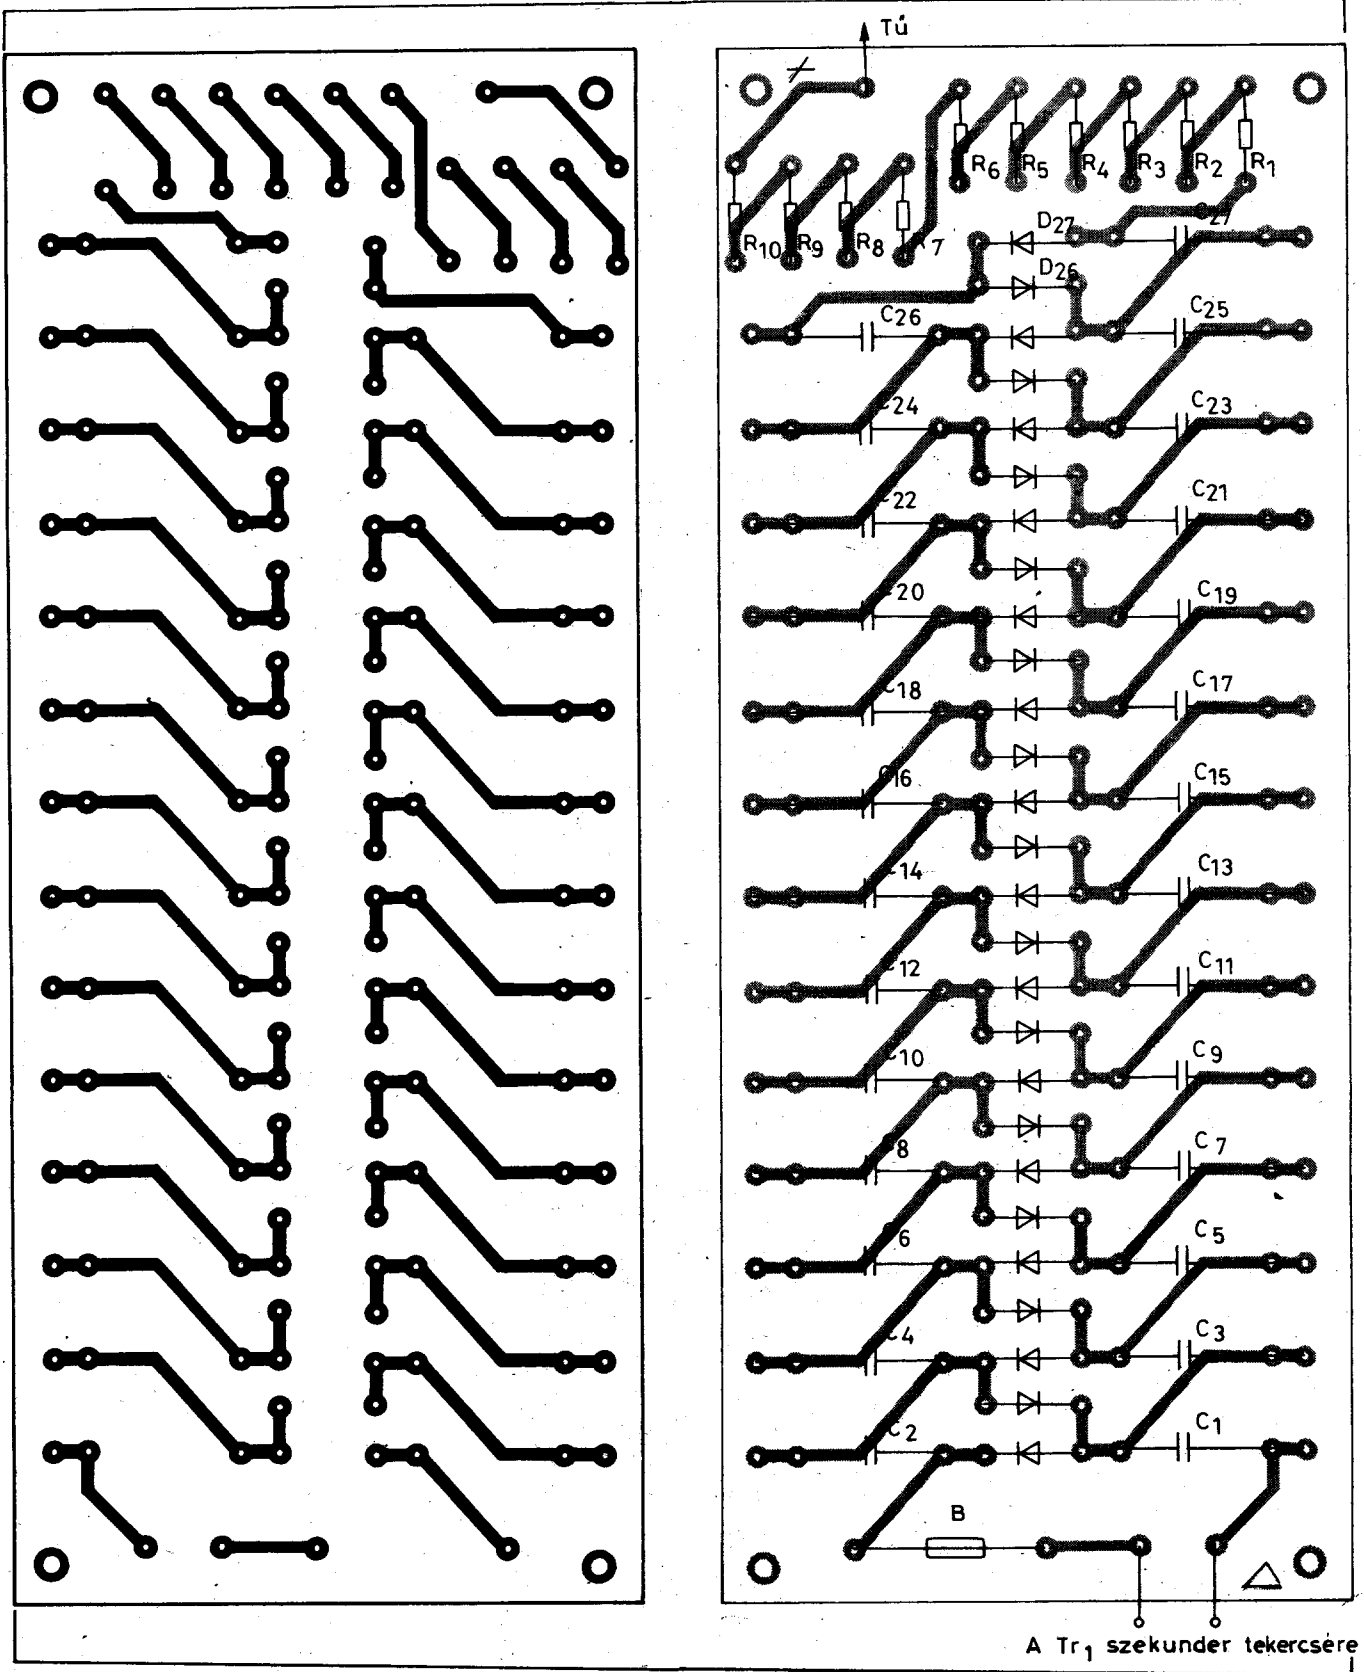 Tű
R6 R5 R4 R3 R2 R1
R10 R9 R8 R7
D27 C27
D26
C26 C25
C24 C23
C22 C21
C20 C19
C18 C17
C16 C15
C14 C13
C12 C11
C10 C9
C8 C7
C6 C5
C4 C3
C2 C1
B
A Tr1 szekunder tekercsére